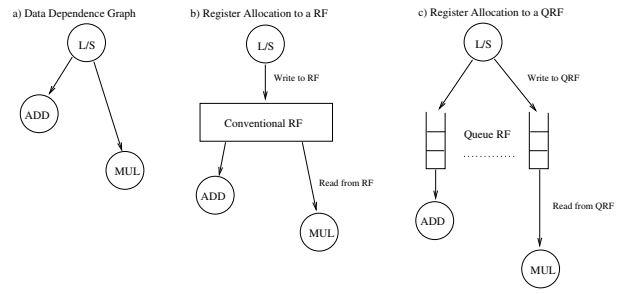 a) Data Dependence Graph
L/S
ADD
MUL
b) Register Allocation to a RF
L/S
Write to RF
Conventional RF
Read from RF
ADD
MUL
c) Register Allocation to a QRF
L/S
Write to QRF
Queue RF
ADD
Read from QRF
MUL